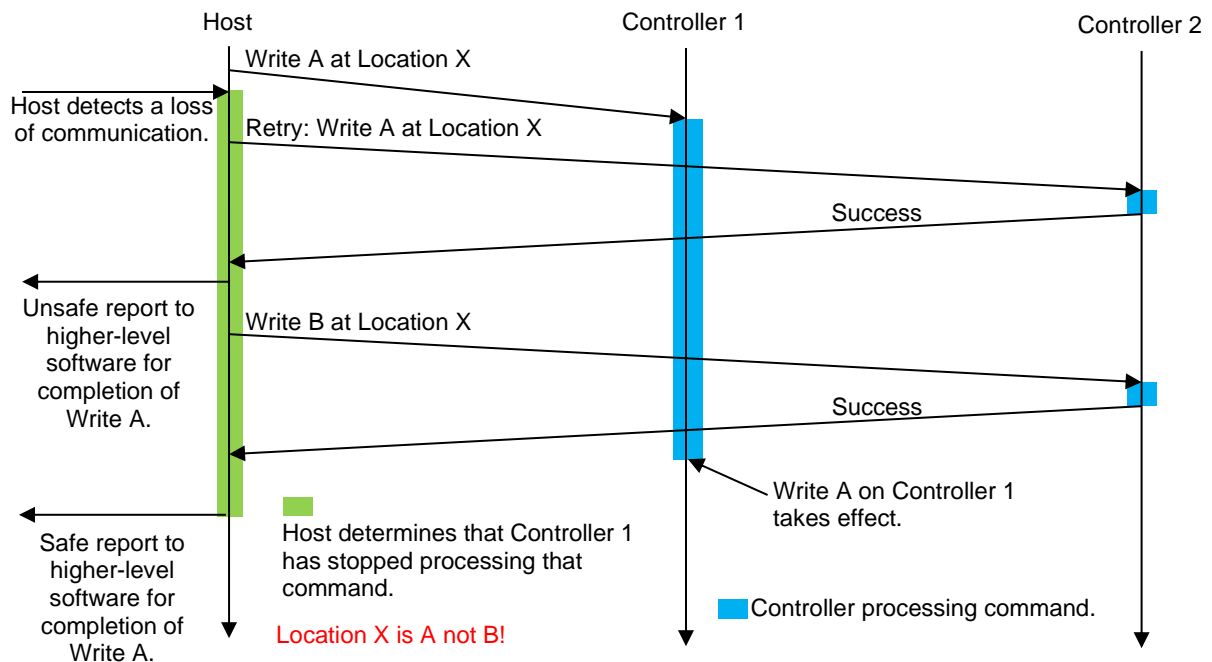 Host
Controller 1
Controller 2
Write A at Location X
Host detects a loss
of communication.
Retry: Write A at Location X
Success
Unsafe report to
higher-level
software for
completion of
Write A.
Write B at Location X
Success
Write A on Controller 1
takes effect.
Host determines that Controller 1
has stopped processing that
command.
Safe report to
higher-level
software for
completion of
Write A.
Controller processing command.
Location X is A not B!